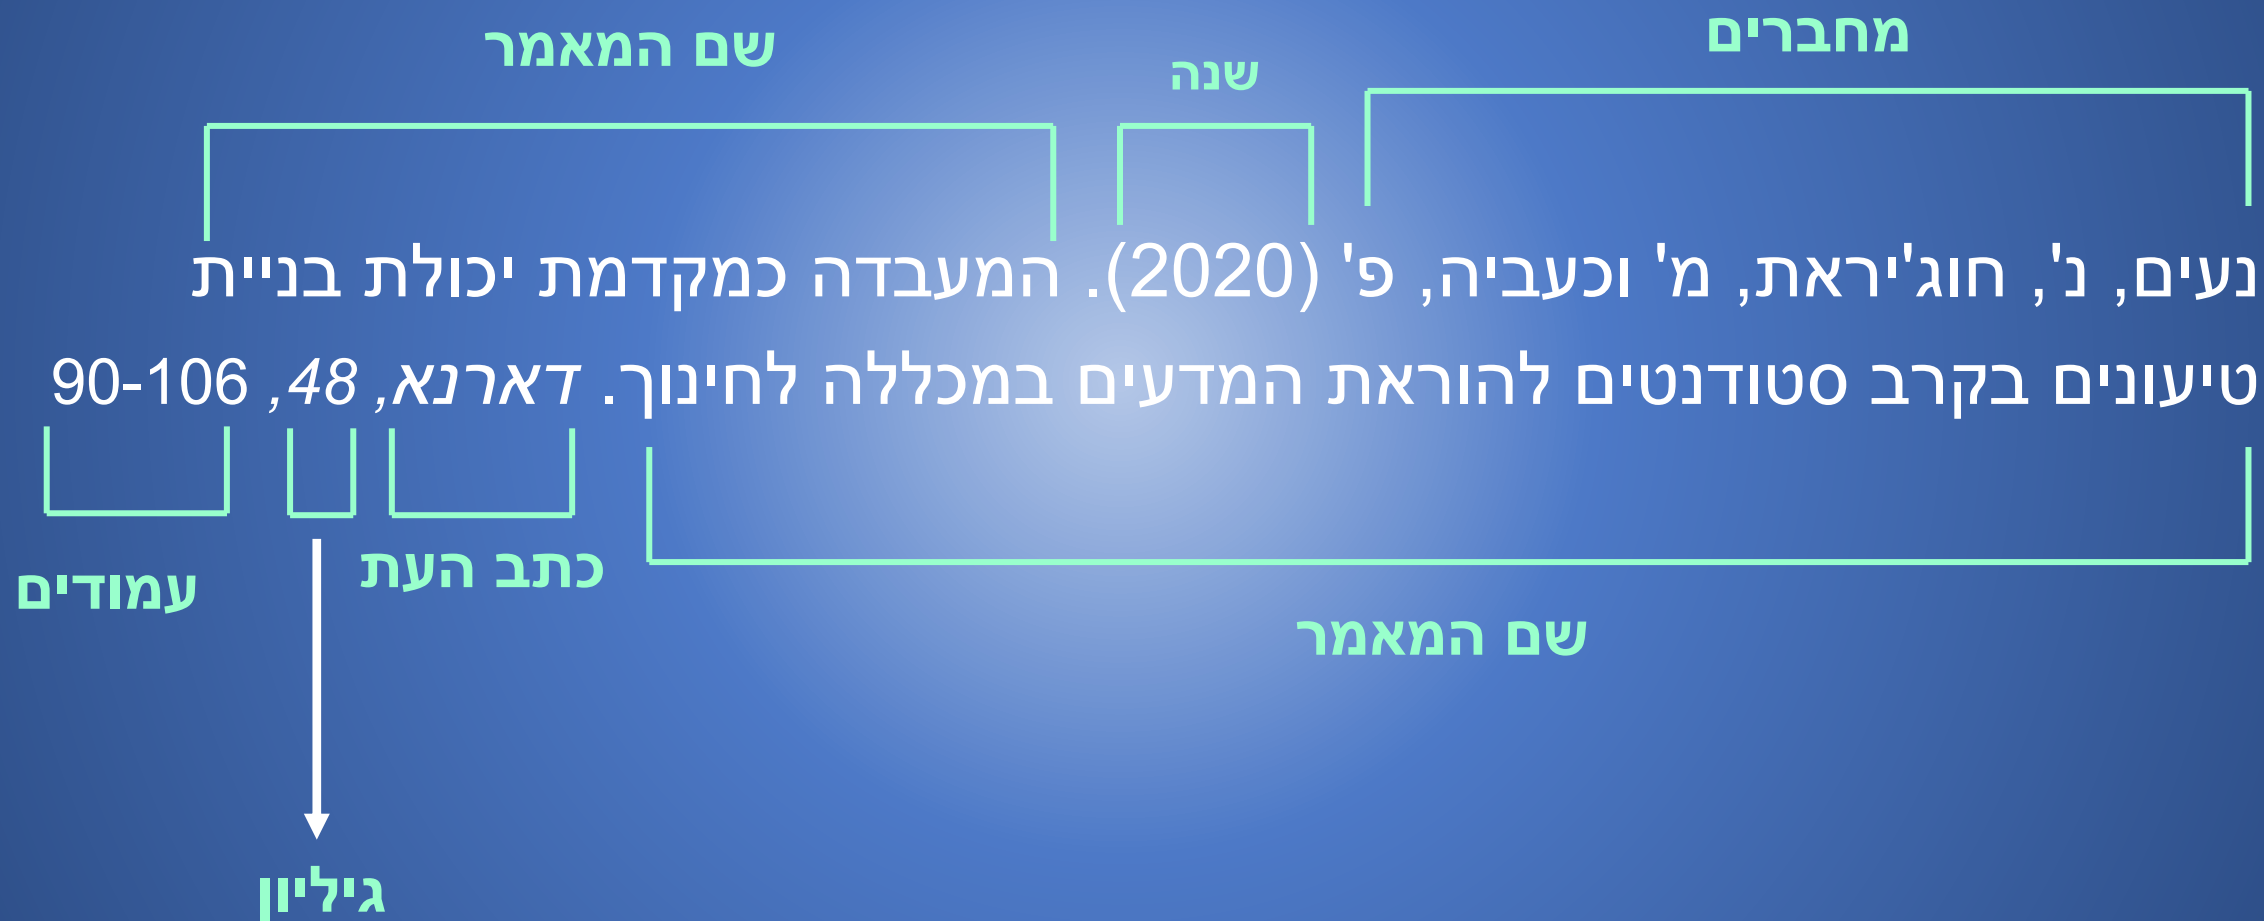 מחברים
שנה
שם המאמר
נעים, נ', חוג'יראת, מ' וכעביה, פ' (2020). המעבדה כמקדמת יכולת בניית
טיעונים בקרב סטודנטים להוראת המדעים במכללה לחינוך. דארנא, 48, 90-106
כתב העת
עמודים
שם המאמר
גיליון